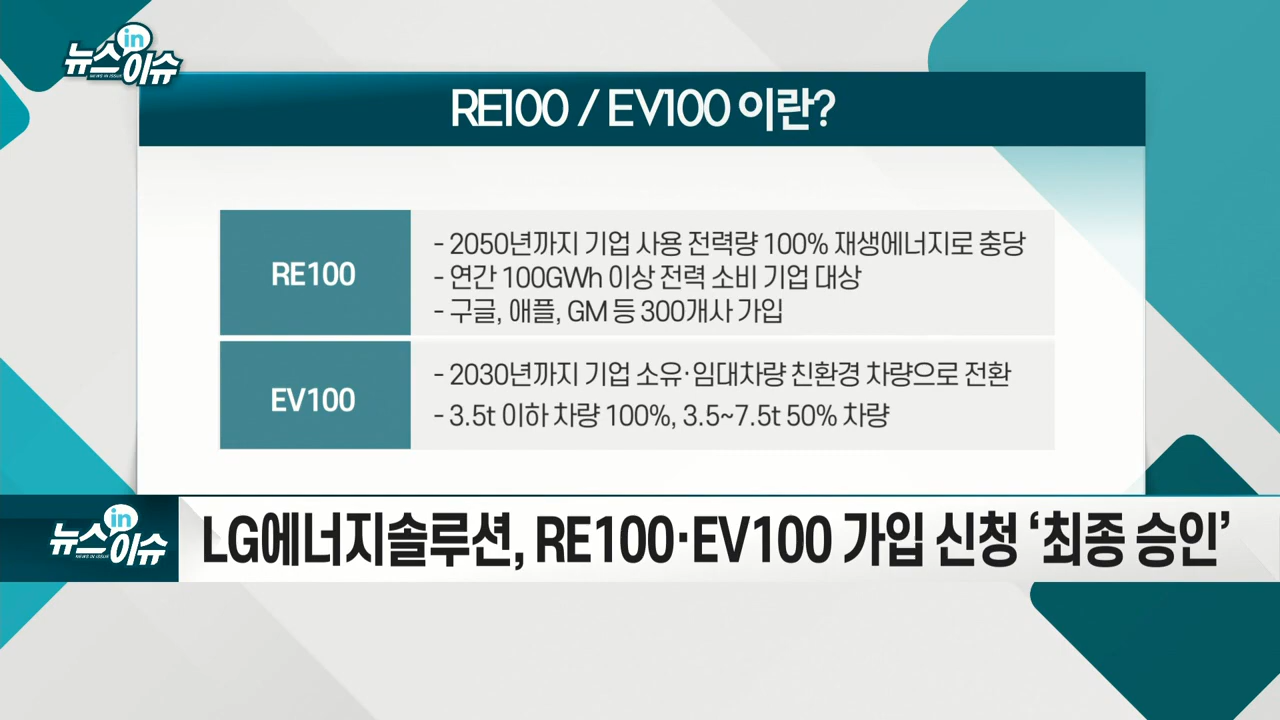 뉴스in이슈
NEWS IN ISSUE
RE100 / EV100 이란?
RE100
- 2050년까지 기업 사용 전력량 100% 재생에너지로 충당
- 연간 100GWh 이상 전력 소비 기업 대상
- 구글, 애플, GM 등 300개사 가입
EV100
- 2030년까지 기업 소유·임대차량 친환경 차량으로 전환
- 3.5t 이하 차량 100%, 3.5~7.5t 50% 차량
뉴스in이슈
NEWS IN ISSUE
LG에너지솔루션, RE100·EV100 가입 신청 ‘최종 승인’